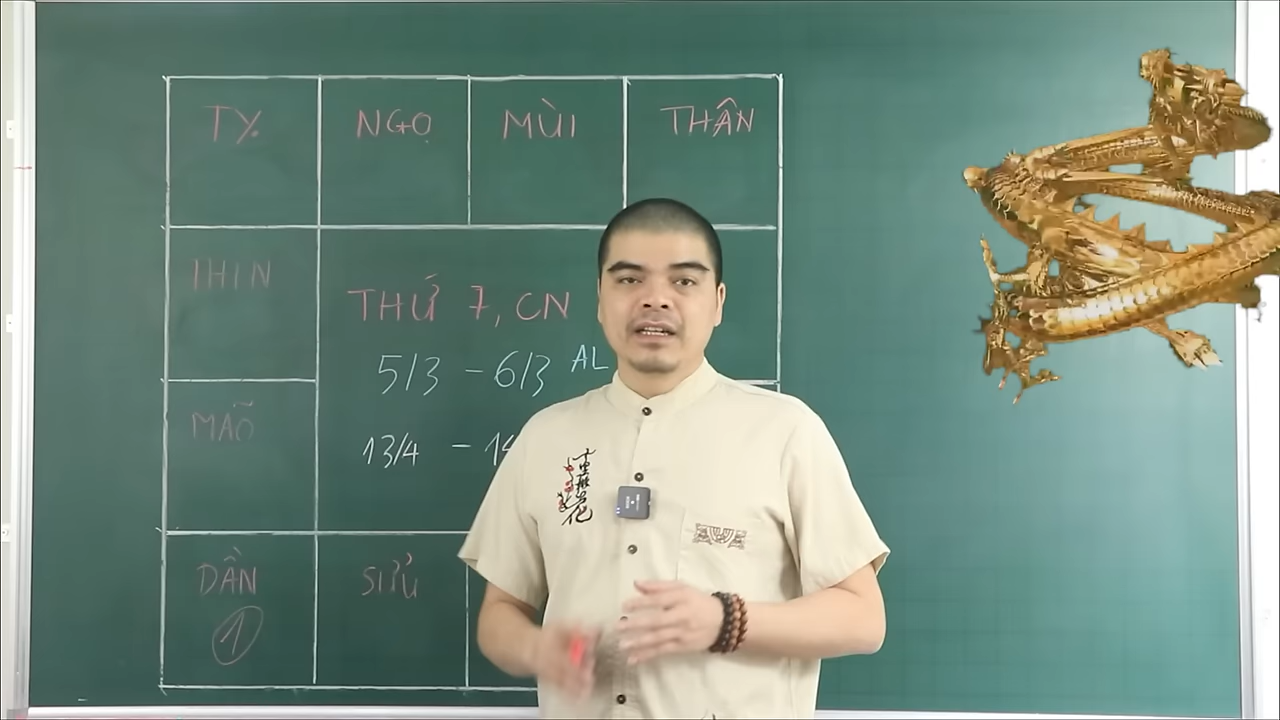 TỴ NGỌ MÙI THÂN
THÌN
THỨ 7, CN
5/3 - 6/3 AL
MÃO
13/4 - 14
DẦN SỬU
1